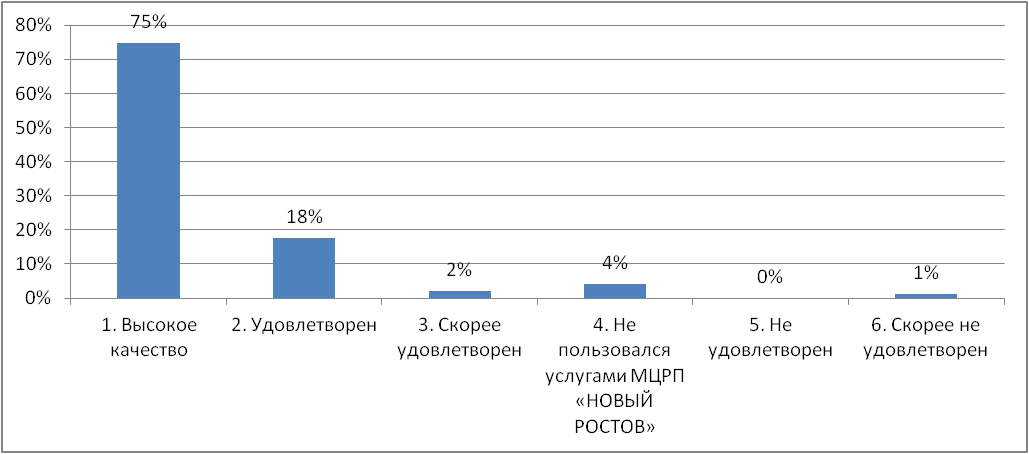 80%
70%
60%
50%
40%
30%
20%
10%
0%
75%
18%
2%
4%
0%
1%
1. Высокое
качество
2. Удовлетворен
3. Скорее
удовлетворен
4. Не
пользовался
услугами МЦРП
«НОВЫЙ
РОСТОВ»
5. Не
удовлетворен
6. Скорее не
удовлетворен